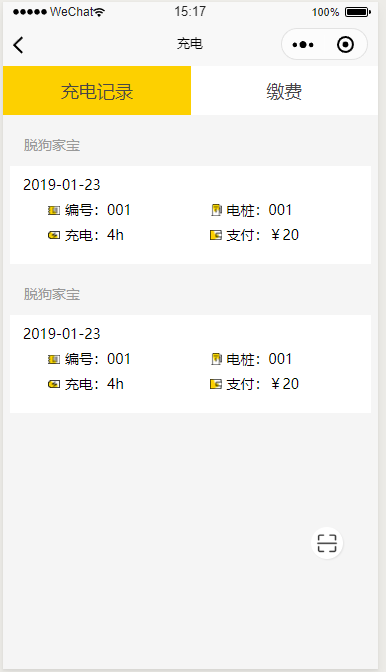 WeChat 15:17 100%
充电
充电记录 缴费
脱狗家宝
2019-01-23
编号：001 电桩：001
充电：4h 支付：￥20
脱狗家宝
2019-01-23
编号：001 电桩：001
充电：4h 支付：￥20